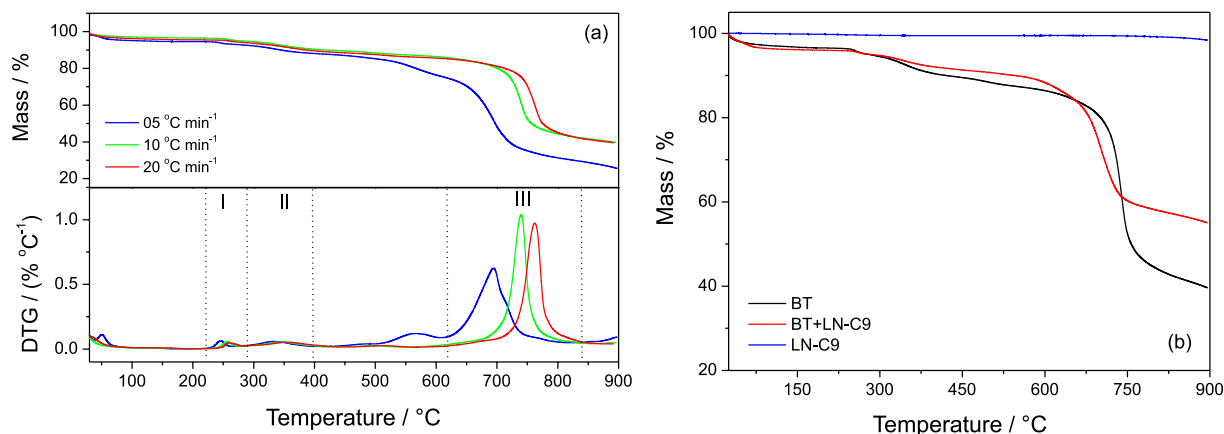 (a)
100
80
60
40
20
Mass / %
05 °C min⁻¹
10 °C min⁻¹
20 °C min⁻¹
I
II
III
1.0
0.5
0.0
DTG / (% °C⁻¹)
100 200 300 400 500 600 700 800 900
Temperature / °C
100
80
60
40
20
Mass / %
BT
BT+LN-C9
LN-C9
(b)
150 300 450 600 750 900
Temperature / °C